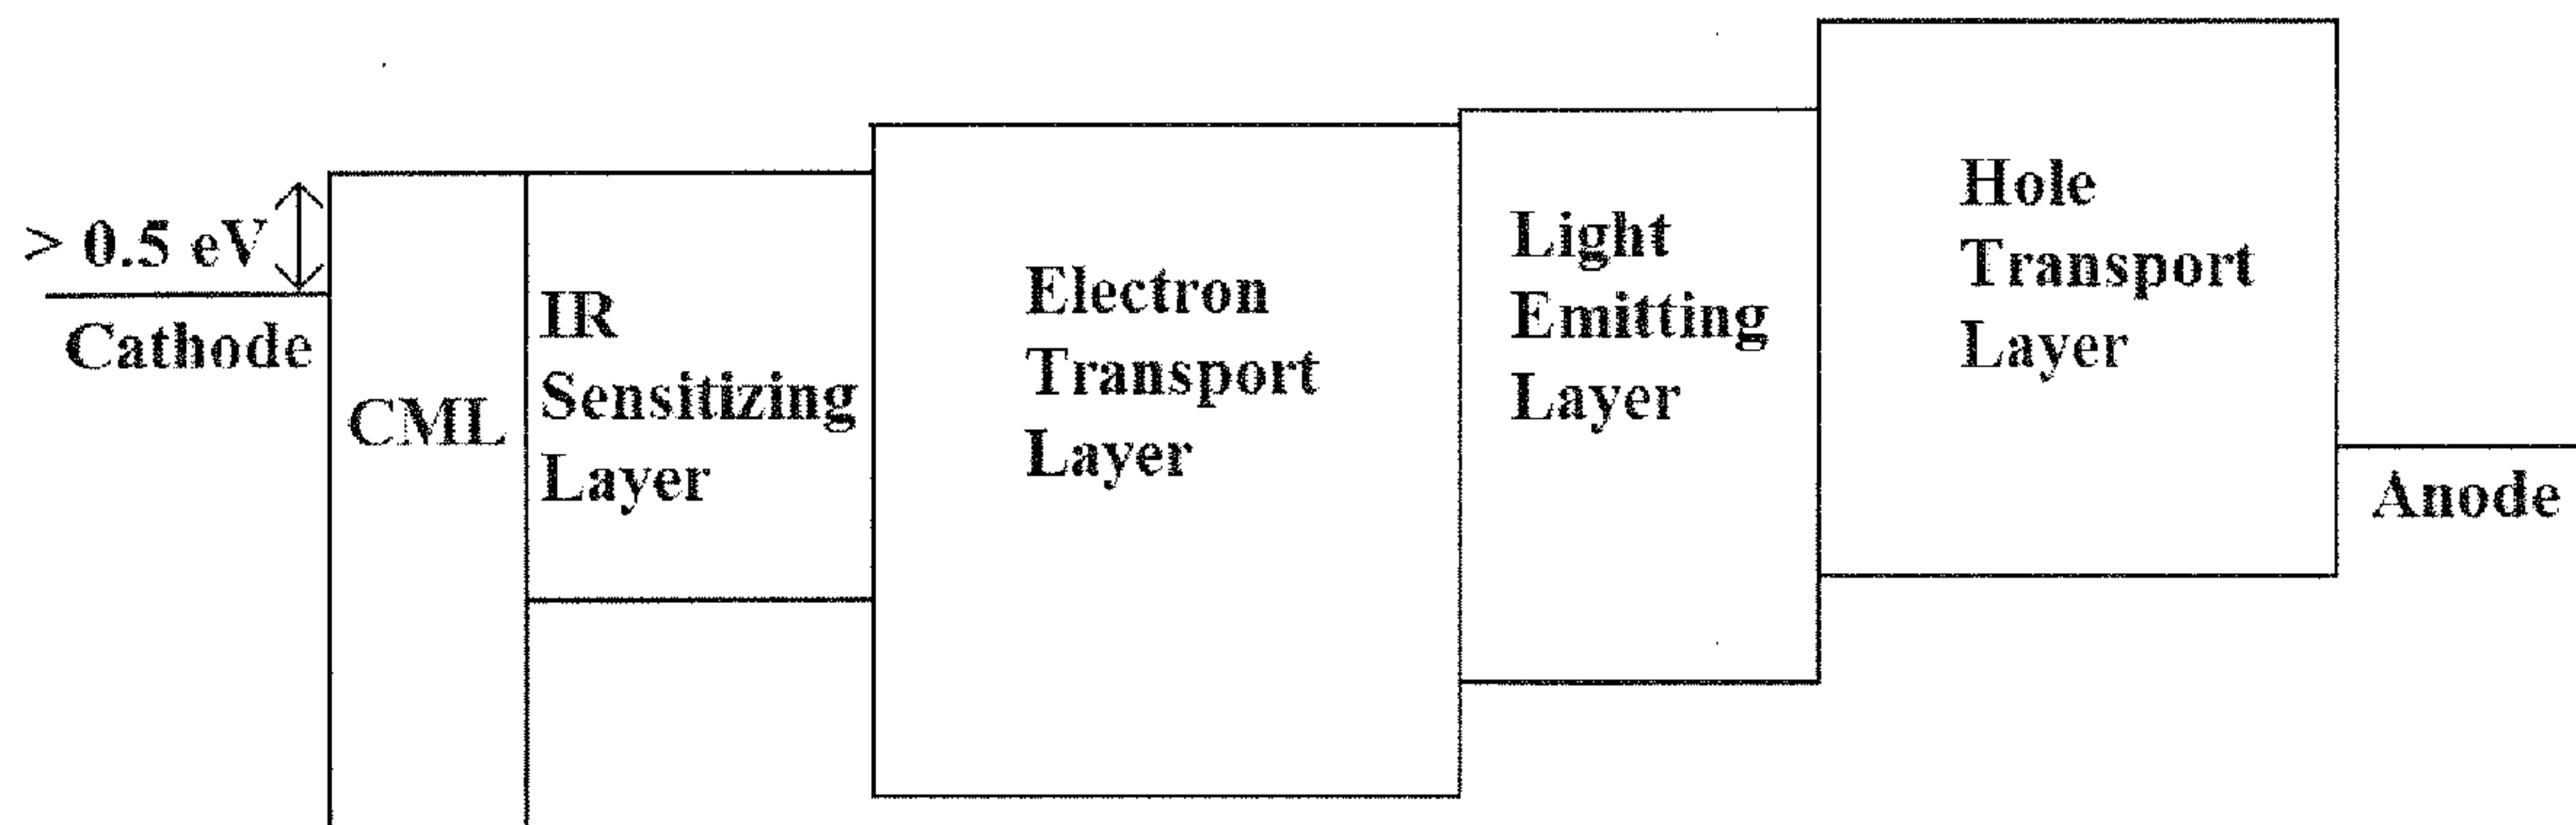 > 0.5 eV
Cathode
CML
IR
Sensitizing
Layer
Electron
Transport
Layer
Light
Emitting
Layer
Hole
Transport
Layer
Anode